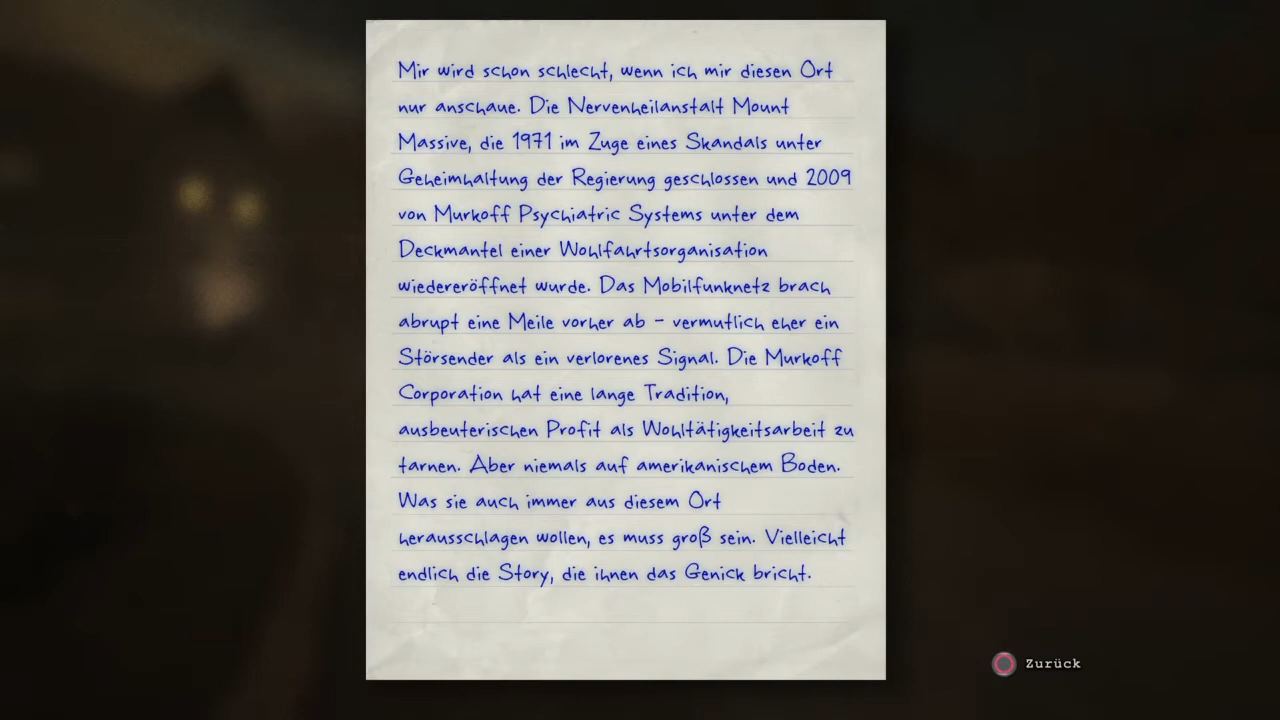 Mir wird schon schlecht, wenn ich mir diesen Ort
nur anschaue. Die Nervenheilanstalt Mount
Massive, die 1971 im Zuge eines Skandals unter
Geheimhaltung der Regierung geschlossen und 2009
von Murkoff Psychiatric Systems unter dem
Deckmantel einer Wohlfahrtsorganisation
wiedereröffnet wurde. Das Mobilfunknetz brach
abrupt eine Meile vorher ab – vermutlich eher ein
Störsender als ein verlorenes Signal. Die Murkoff
Corporation hat eine lange Tradition,
ausbeuterischen Profit als Wohltätigkeitsarbeit zu
tarnen. Aber niemals auf amerikanischem Boden.
Was sie auch immer aus diesem Ort
herausschlagen wollen, es muss groß sein. Vielleicht
endlich die Story, die ihnen das Genick bricht.
Zurück